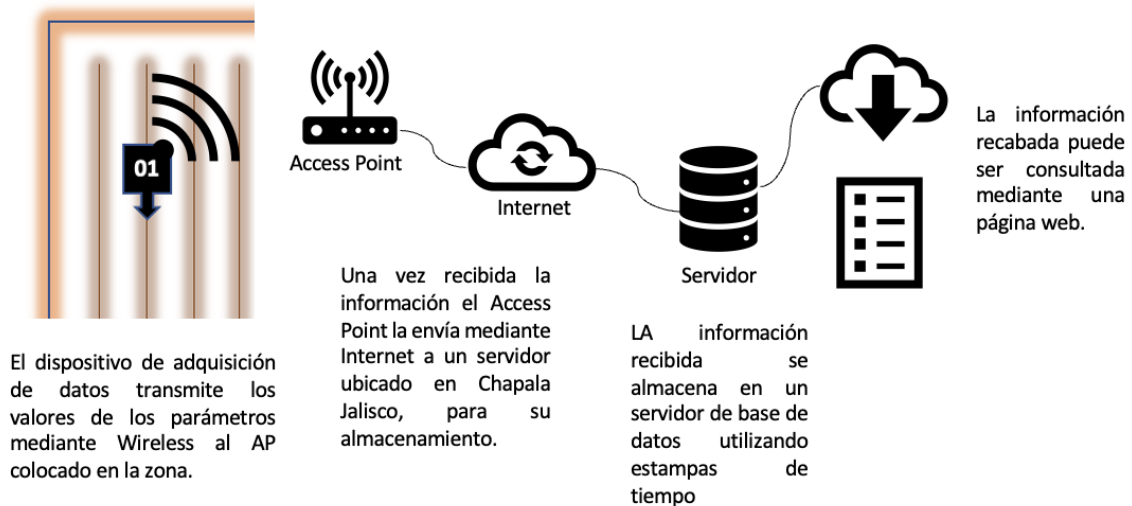 01
Access Point
Internet
Servidor
La información
recabada puede
ser consultada
mediante una
página web.
El dispositivo de adquisición
de datos transmite los
valores de los parámetros
mediante Wireless al AP
colocado en la zona.
Una vez recibida la
información el Access
Point la envía mediante
Internet a un servidor
ubicado en Chapala
Jalisco, para su
almacenamiento.
LA información
recibida se
almacena en un
servidor de base de
datos utilizando
estampas de
tiempo